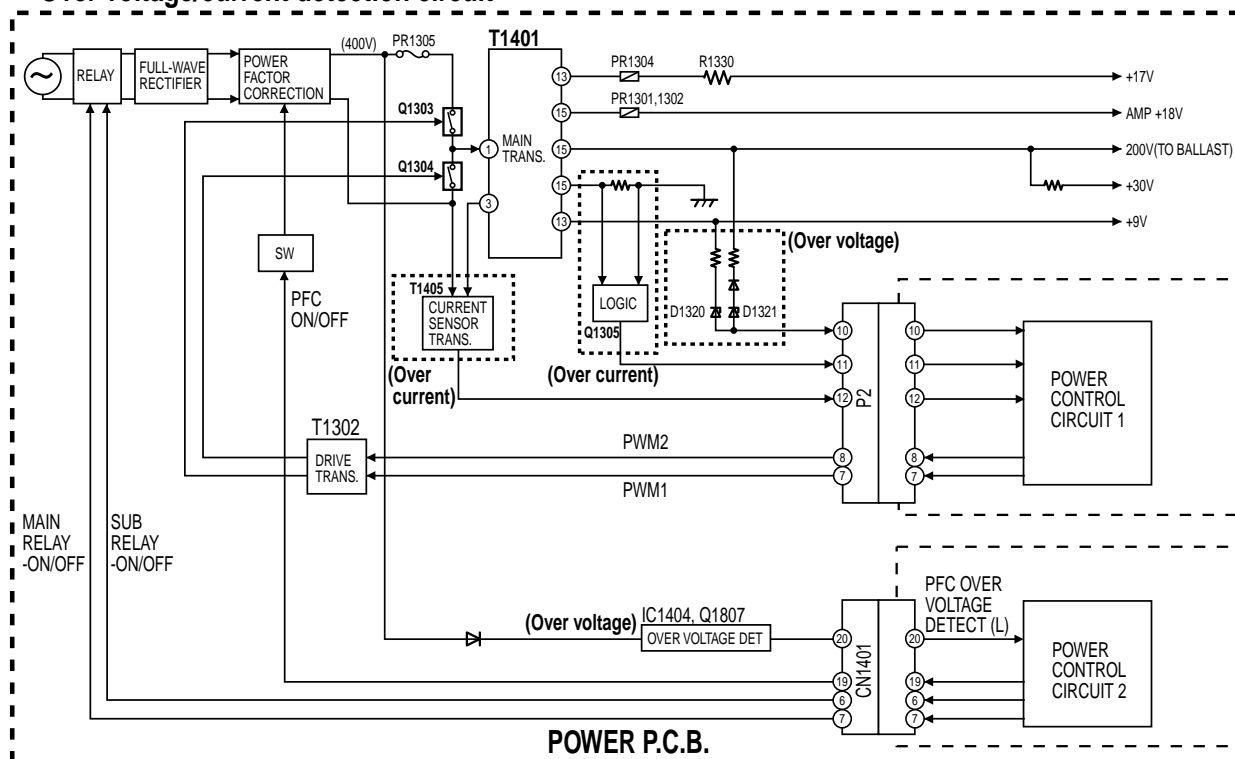 Over voltage/current detection circuit
RELAY
FULL-WAVE
RECTIFIER
POWER
FACTOR
CORRECTION
(400V)
PR1305
T1401
Q1303
Q1304
1
3
MAIN
TRANS.
13
15
15
15
13
PR1304
R1330
+17V
PR1301,1302
AMP +18V
200V(TO BALLAST)
+30V
+9V
SW
PFC
ON/OFF
T1405
CURRENT
SENSOR
TRANS.
(Over
current)
LOGIC
Q1305
(Over current)
(Over voltage)
D1320
D1321
10
11
12
8
7
P2
10
11
12
8
7
POWER
CONTROL
CIRCUIT 1
T1302
DRIVE
TRANS.
PWM2
PWM1
MAIN
RELAY
-ON/OFF
SUB
RELAY
-ON/OFF
(Over voltage)
IC1404, Q1807
OVER VOLTAGE DET
20
19
6
7
CN1401
20
19
6
7
PFC OVER
VOLTAGE
DETECT (L)
POWER
CONTROL
CIRCUIT 2
POWER P.C.B.